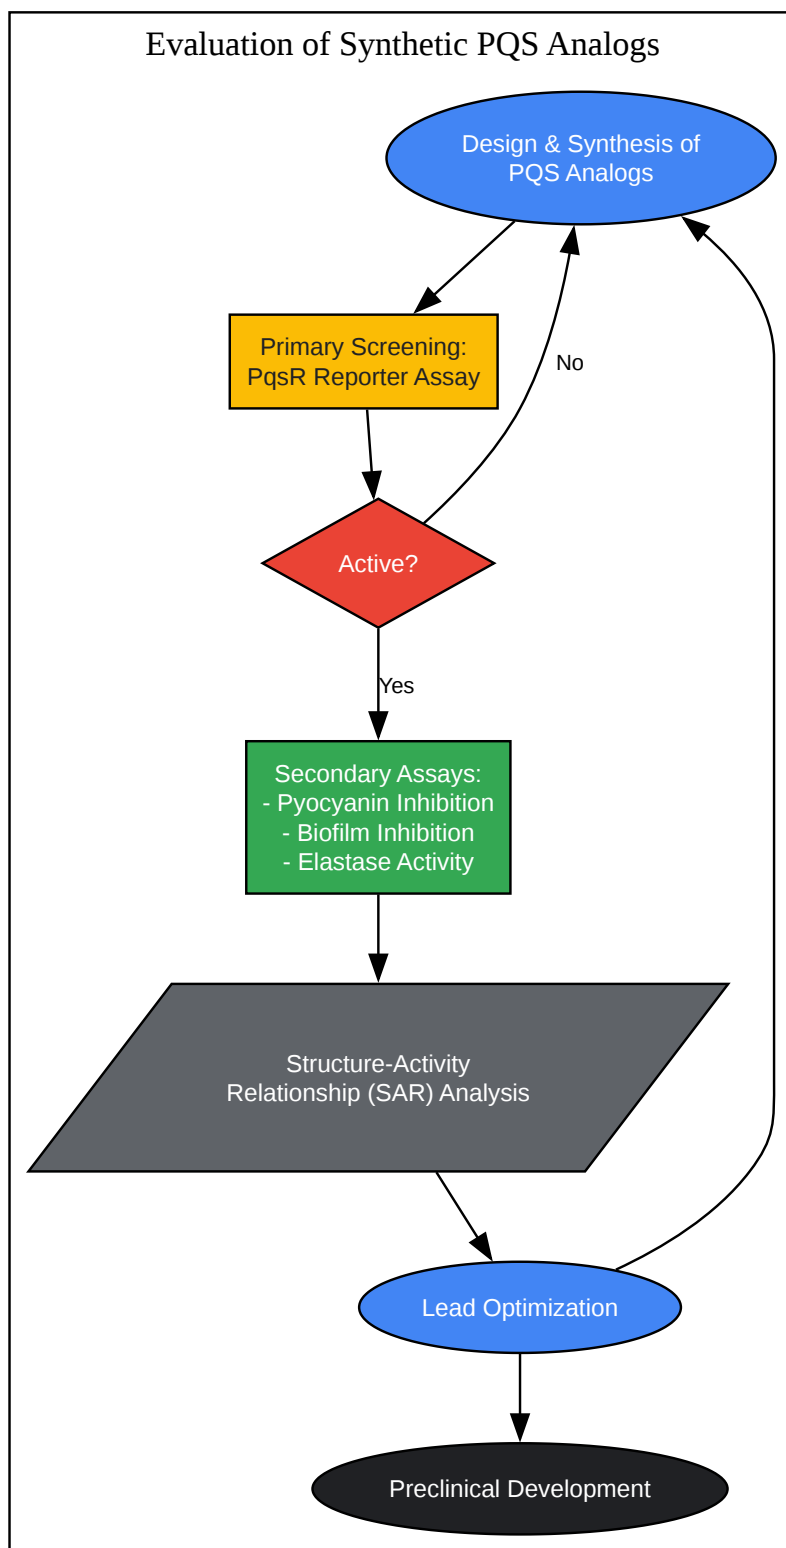 Evaluation of Synthetic PQS Analogs
Design & Synthesis of
PQS Analogs
Primary Screening:
PqsR Reporter Assay
No
Active?
Yes
Secondary Assays:
- Pyocyanin Inhibition
- Biofilm Inhibition
- Elastase Activity
Structure-Activity
Relationship (SAR) Analysis
Lead Optimization
Preclinical Development